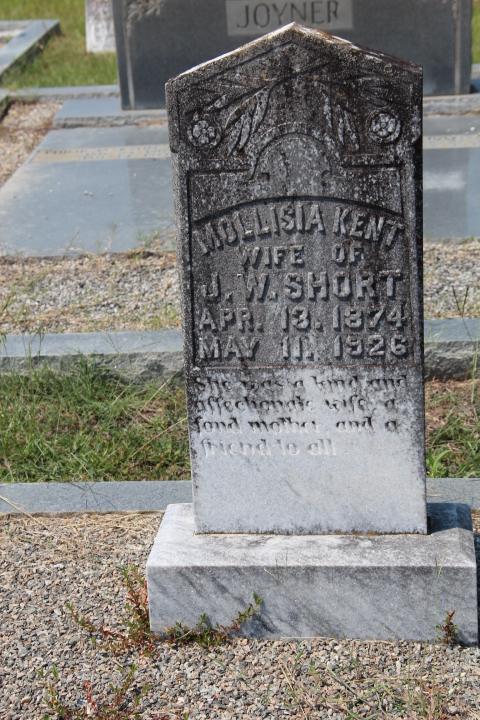 JOYNER
MOLLISIA KENT
WIFE OF
J. W. SHORT
APR. 13. 1874
MAY 11. 1926
She was a kind and
affectionate wife, a
fond mother and a
friend to all